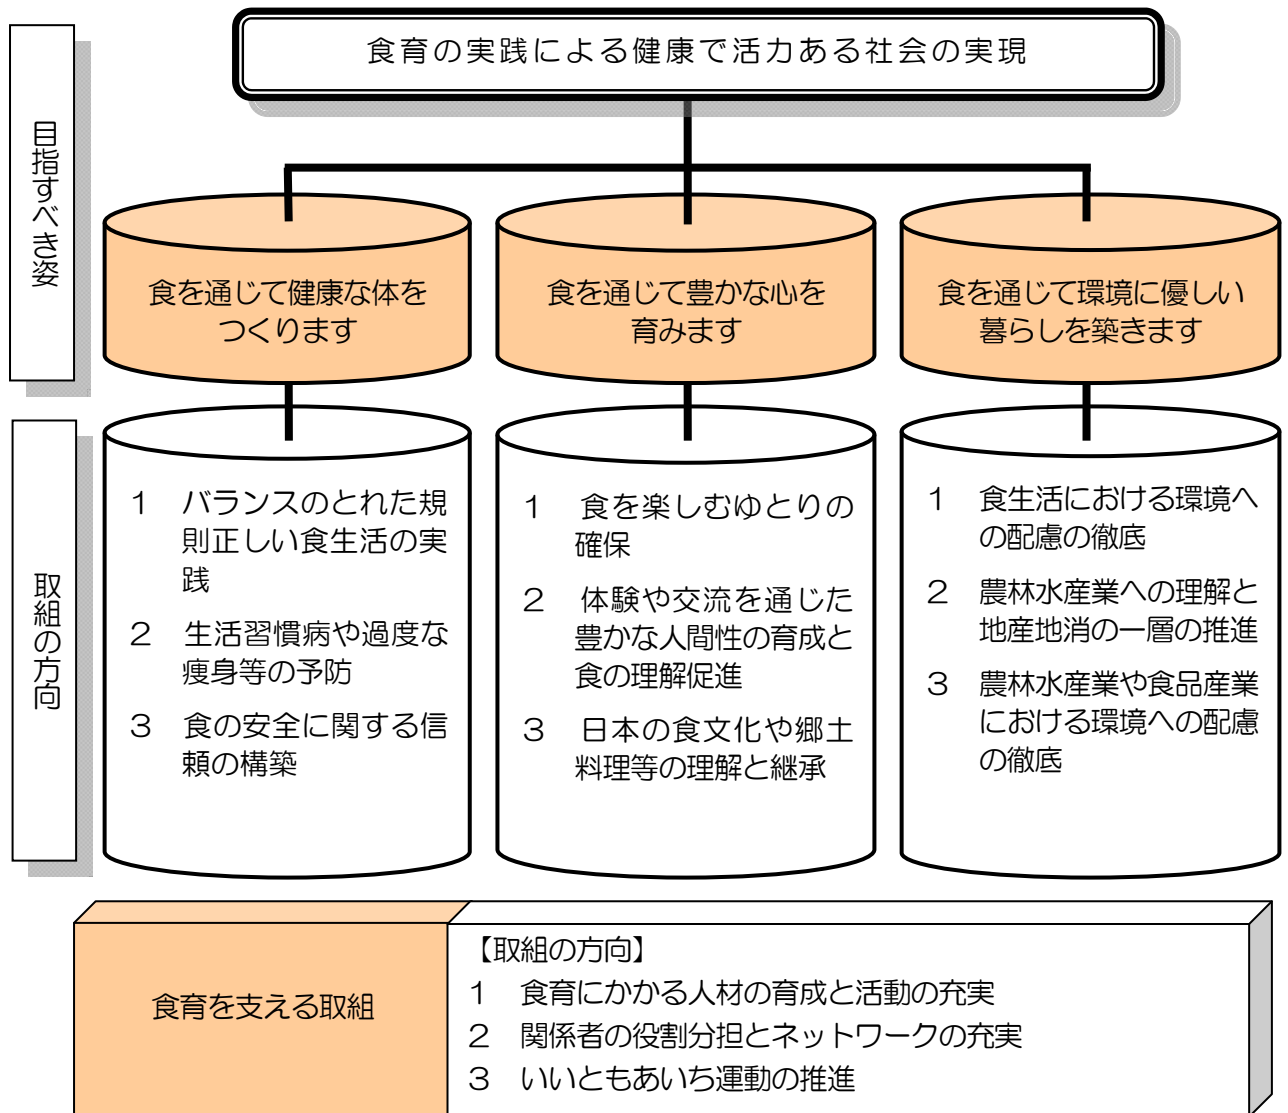 食育の実践による健康で活力ある社会の実現
目指すべき姿
食を通じて健康な体を
つくります
食を通じて豊かな心を
育みます
食を通じて環境に優しい
暮らしを築きます
取組の方向
1 バランスのとれた規
則正しい食生活の実
践
2 生活習慣病や過度な
痩身等の予防
3 食の安全に関する信
頼の構築
1 食を楽しむゆとりの
確保
2 体験や交流を通じた
豊かな人間性の育成と
食の理解促進
3 日本の食文化や郷土
料理等の理解と継承
1 食生活における環境へ
の配慮の徹底
2 農林水産業への理解と
地産地消の一層の推進
3 農林水産業や食品産業
における環境への配慮
の徹底
食育を支える取組
【取組の方向】
1 食育にかかる人材の育成と活動の充実
2 関係者の役割分担とネットワークの充実
3 いいともあいち運動の推進